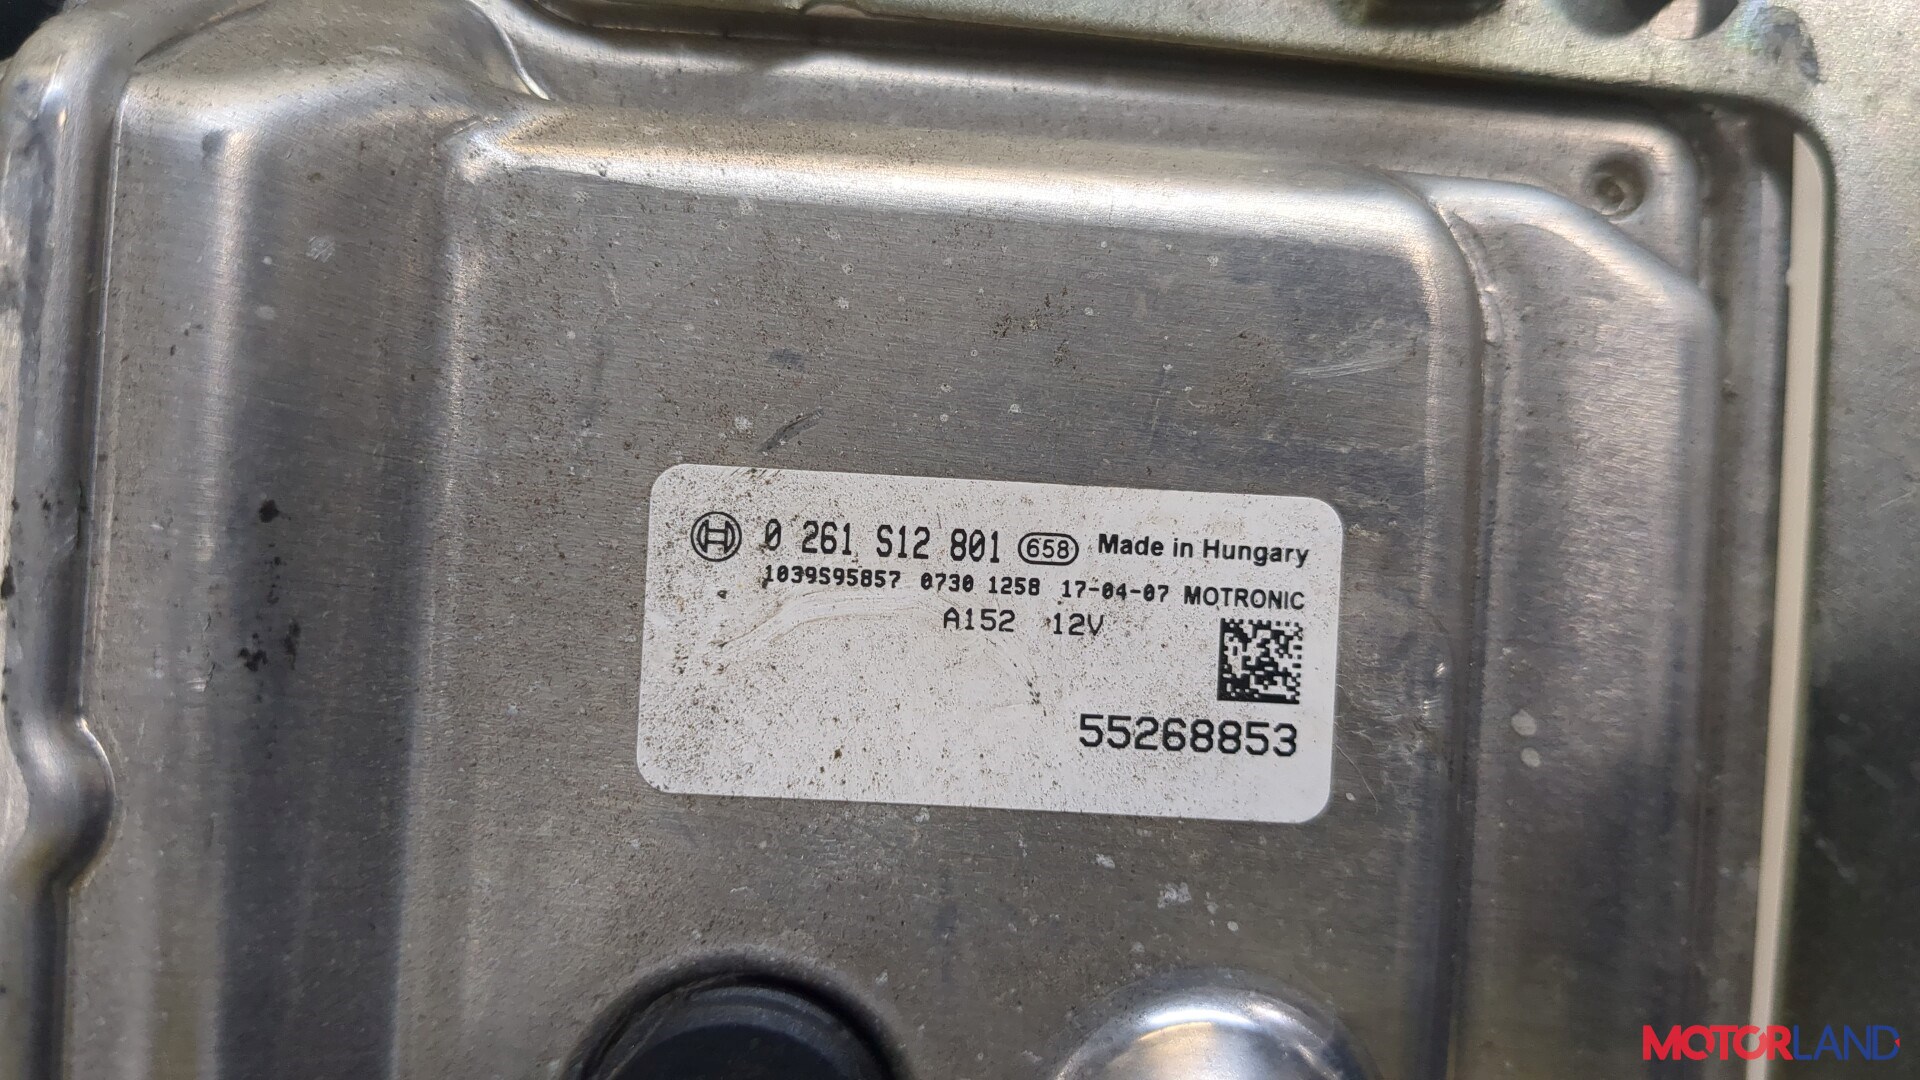 0 261 S12 801 658 Made in Hungary
1039S95857 0730 1258 17-04-07 MOTRONIC
A152 12V
55268853
MOTORLAND